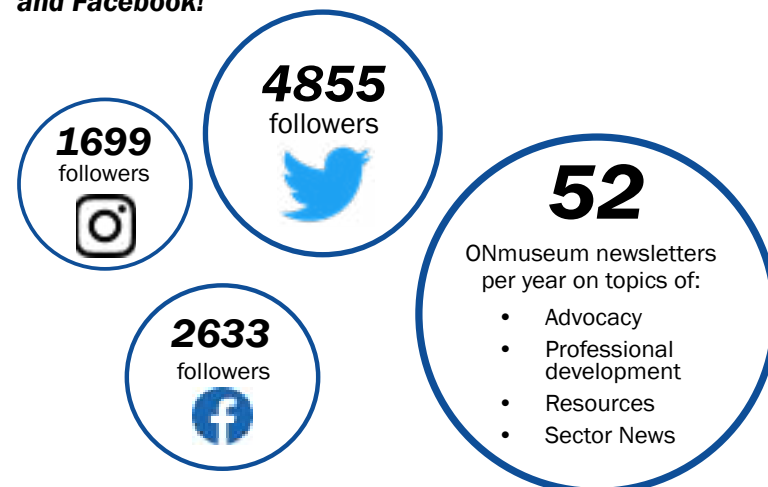 and Facebook!
4855
followers
1699
followers
52
ONmuseum newsletters
per year on topics of:
• Advocacy
• Professional
development
• Resources
• Sector News
2633
followers